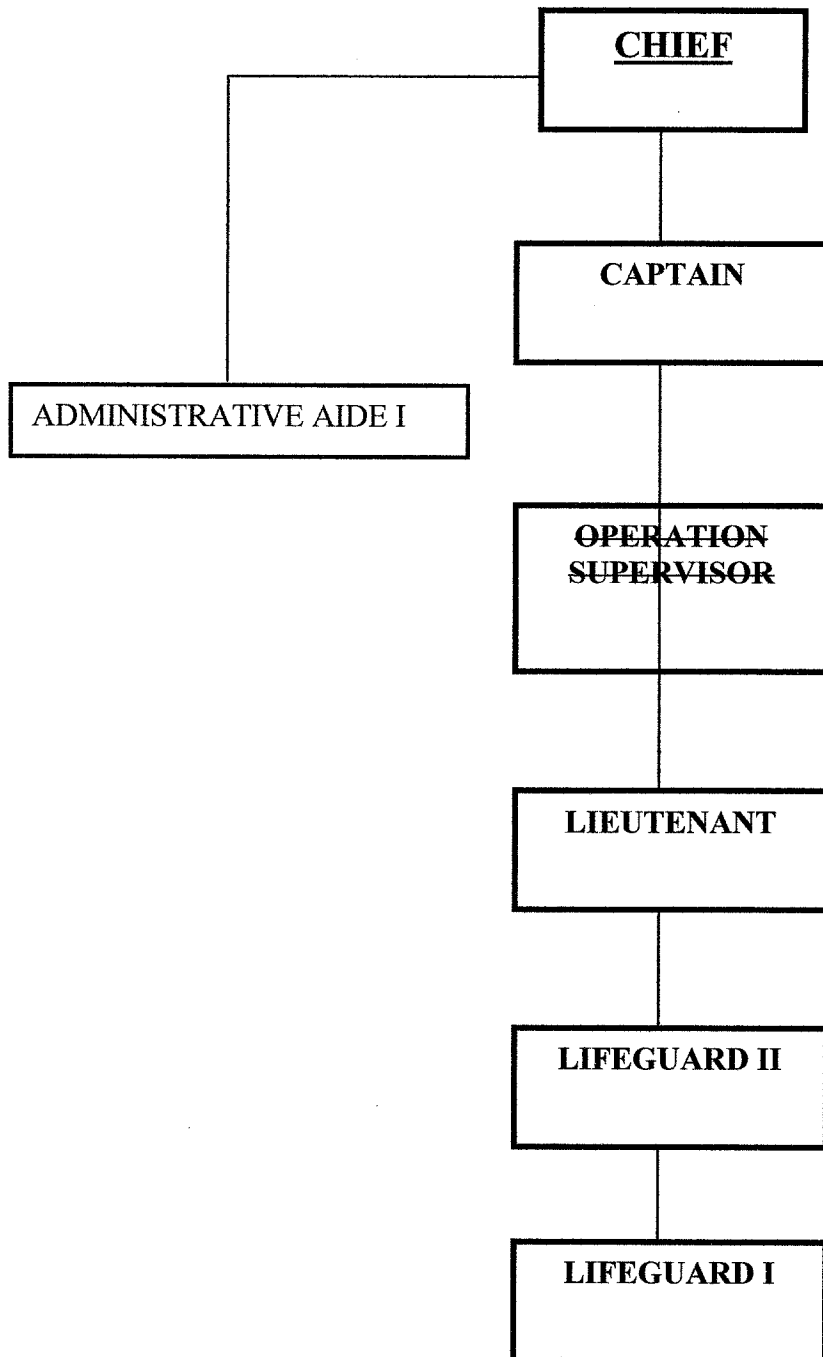 CHIEF
CAPTAIN
ADMINISTRATIVE AIDE I
OPERATION
SUPERVISOR
LIEUTENANT
LIFEGUARD II
LIFEGUARD I